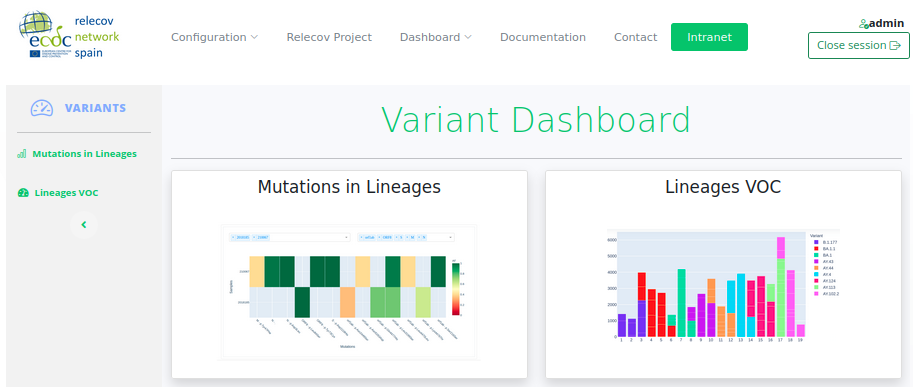 relecov
network
spain
ecdc
Configuration
Relecov Project
Dashboard
Documentation
Contact
Intranet
admin
Close session
VARIANTS
Mutations in Lineages
Lineages VOC
Variant Dashboard
Mutations in Lineages
Samples
Mutations
Lineages VOC
6000
5000
4000
3000
2000
1000
0
1 2 3 4 5 6 7 8 9 10 11 12 13 14 15 16 17 18 19
Variant
B.1.177
BA.1.1
BA.1
AY.43
AY.44
AY.4
AY.124
AY.113
AY.102.2